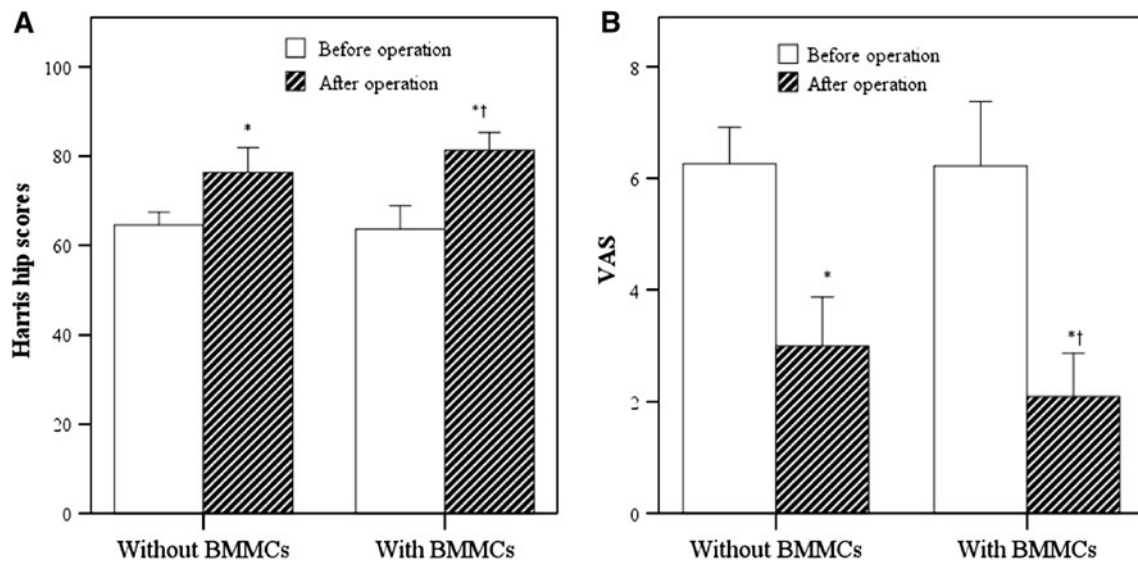 A
Harris hip scores
100
80
60
40
20
0
Before operation
After operation
*
*†
Without BMMCs
With BMMCs
B
VAS
8
6
4
2
0
Before operation
After operation
*
*†
Without BMMCs
With BMMCs